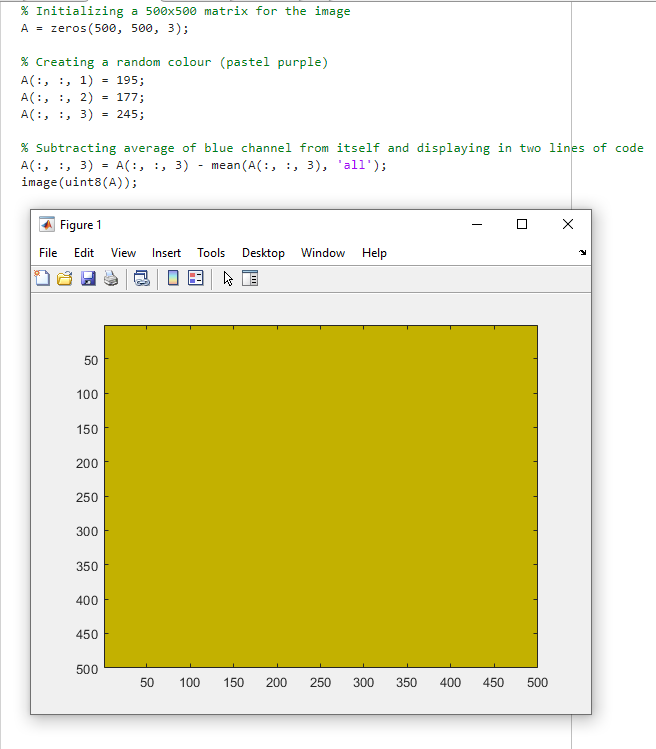 % Initializing a 500x500 matrix for the image
A = zeros(500, 500, 3);
% Creating a random colour (pastel purple)
A(:, :, 1) = 195;
A(:, :, 2) = 177;
A(:, :, 3) = 245;
% Subtracting average of blue channel from itself and displaying in two lines of code
A(:, :, 3) = A(:, :, 3) - mean(A(:, :, 3), 'all');
image(uint8(A));
Figure 1
File Edit View Insert Tools Desktop Window Help
50
100
150
200
250
300
350
400
450
500
50 100 150 200 250 300 350 400 450 500